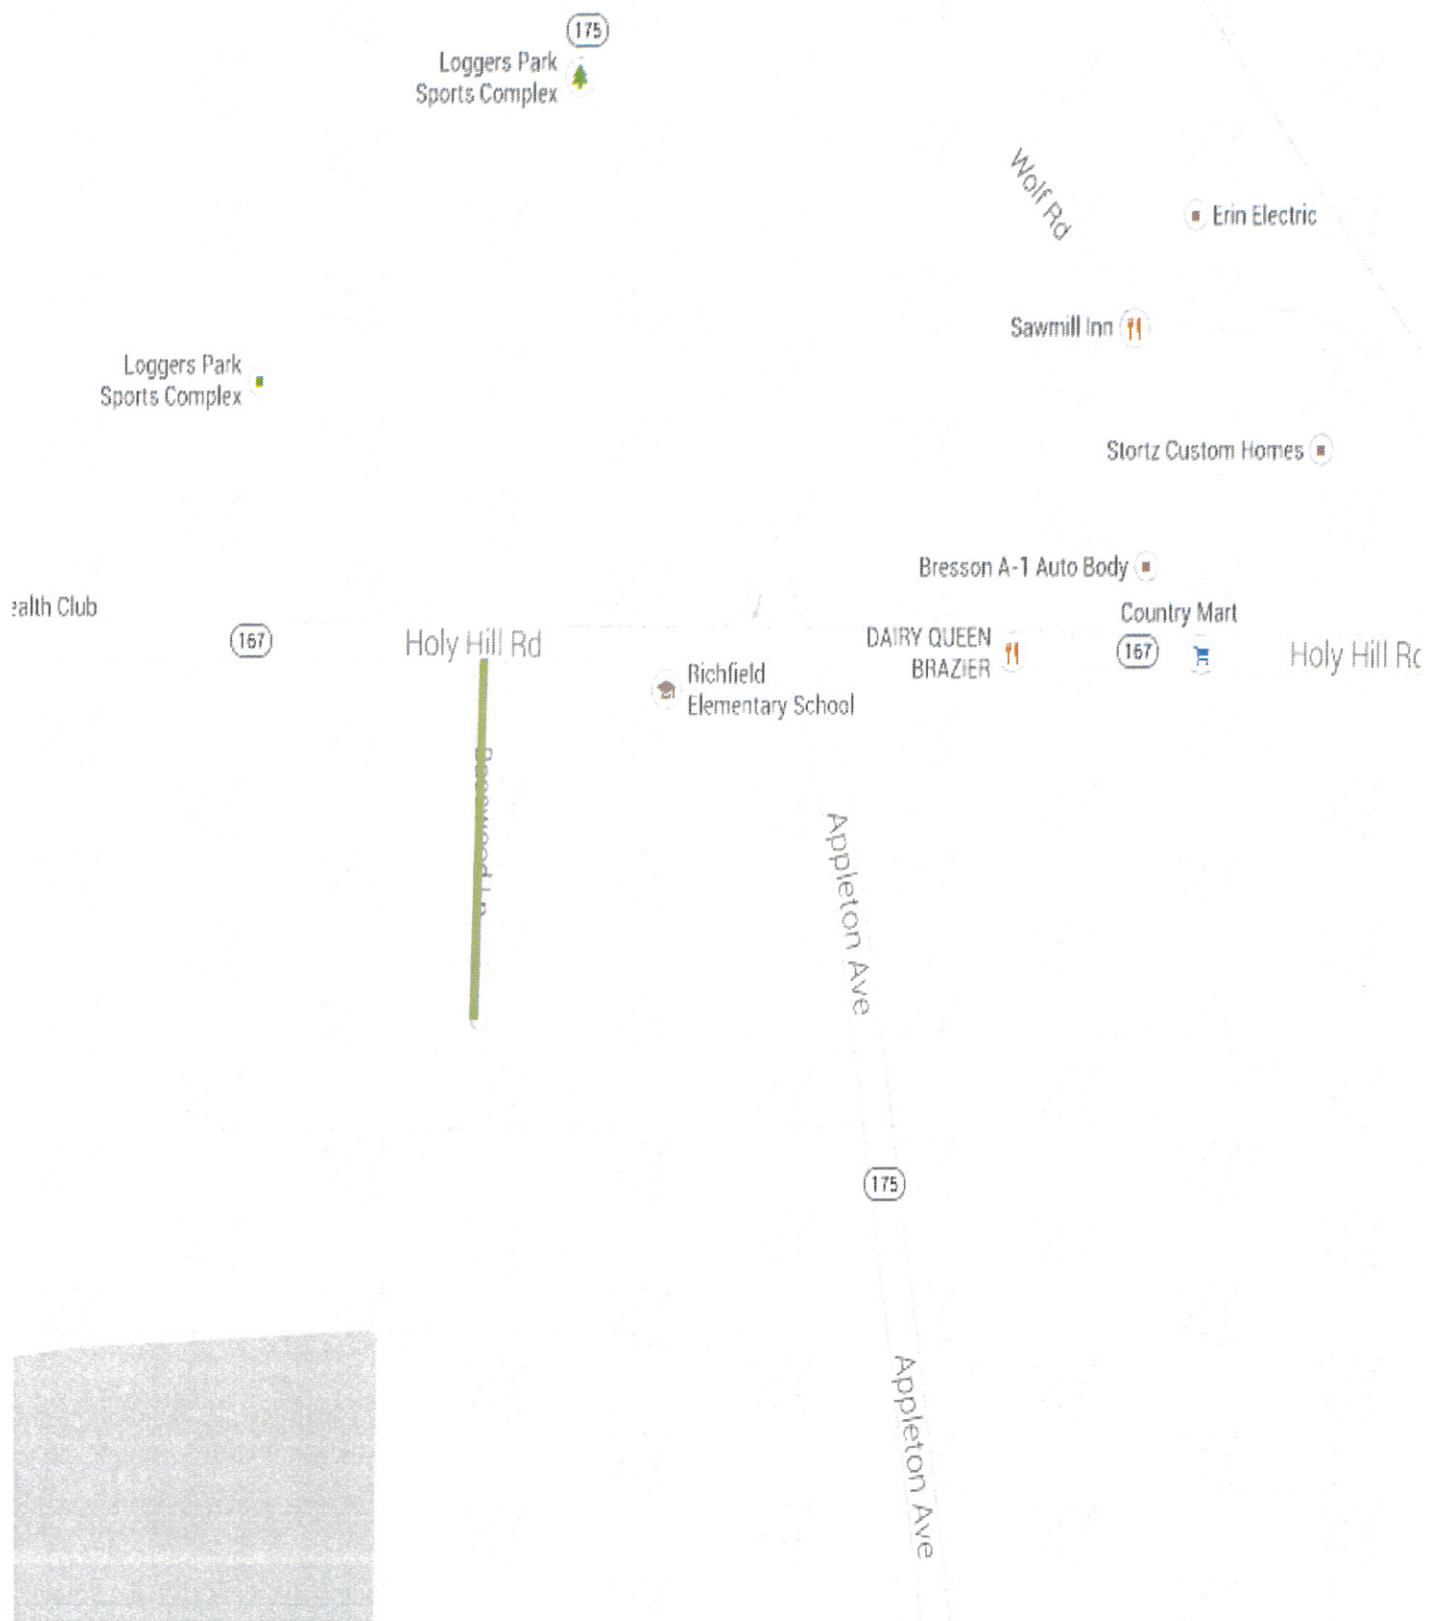 175
Loggers Park
Sports Complex
Wolf Rd
Erin Electric
Sawmill Inn
Loggers Park
Sports Complex
Stortz Custom Homes
Bresson A-1 Auto Body
ealth Club
Country Mart
167
Holy Hill Rd
DAIRY QUEEN
BRAZIER
167
Holy Hill Rd
Richfield
Elementary School
Appleton Ave
175
Appleton Ave